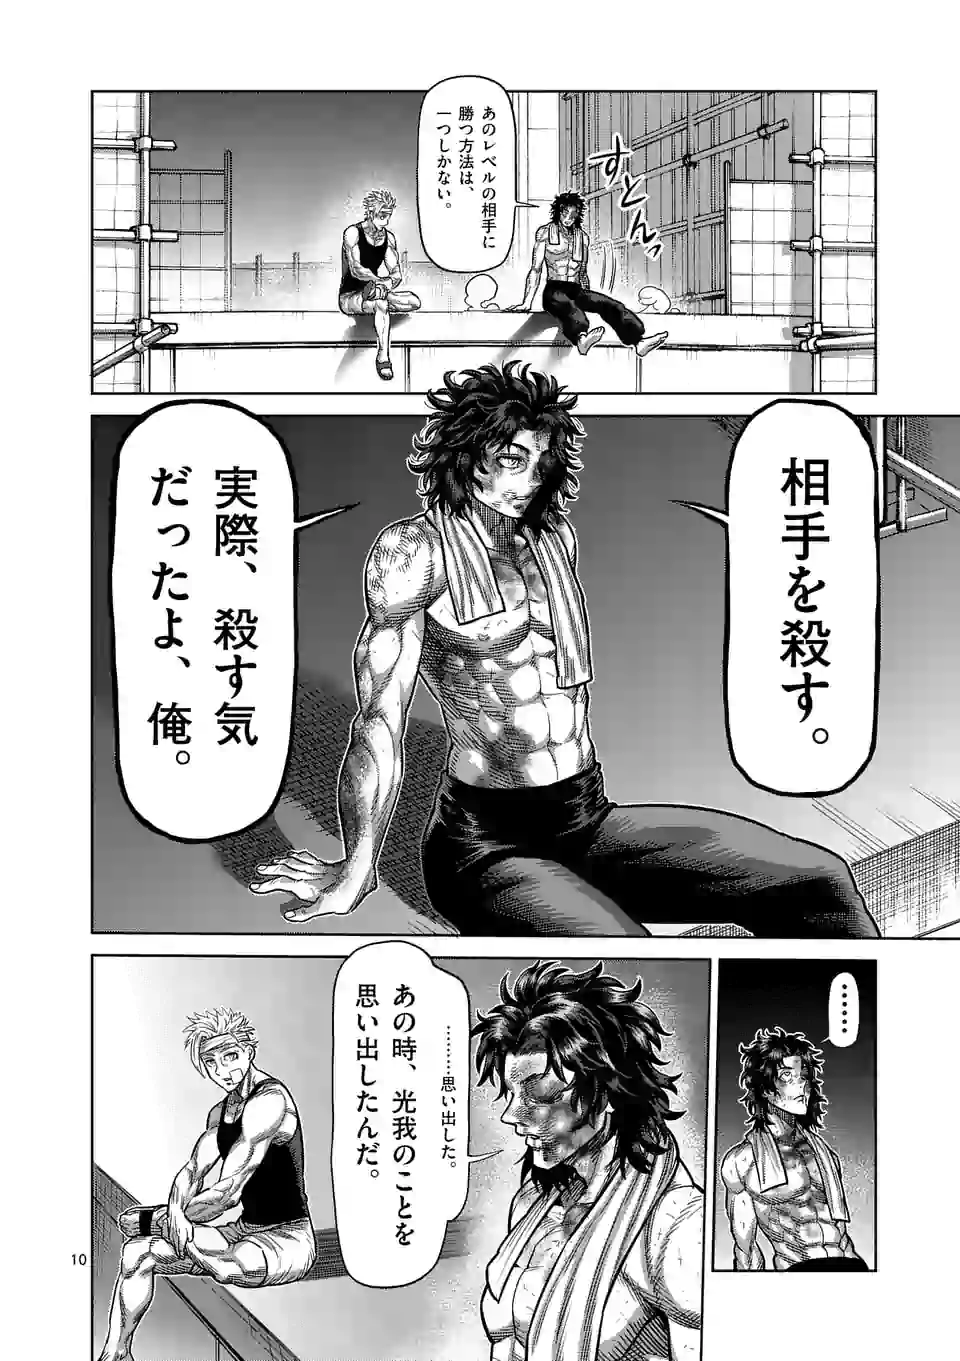 すとんっ
あのレベルの相手に
勝つ方法は、
一つしかない。
相手を殺す。
実際、殺す気
だったよ、俺。
……
………思い出した。
あの時、光我のことを
思い出したんだ。
10